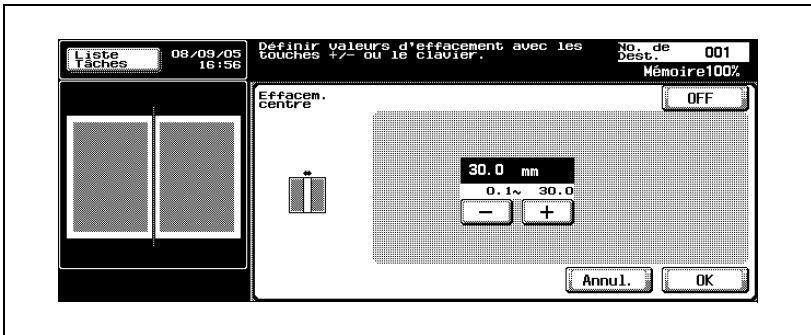 Liste
Tâches
08/09/05
16:56
Définir valeurs d'effacement avec les
touches +/- ou le clavier.
No. de
Dest.
001
Mémoire100%
Effacem.
centre
OFF
30.0 mm
0.1~ 30.0
− +
Annul. OK